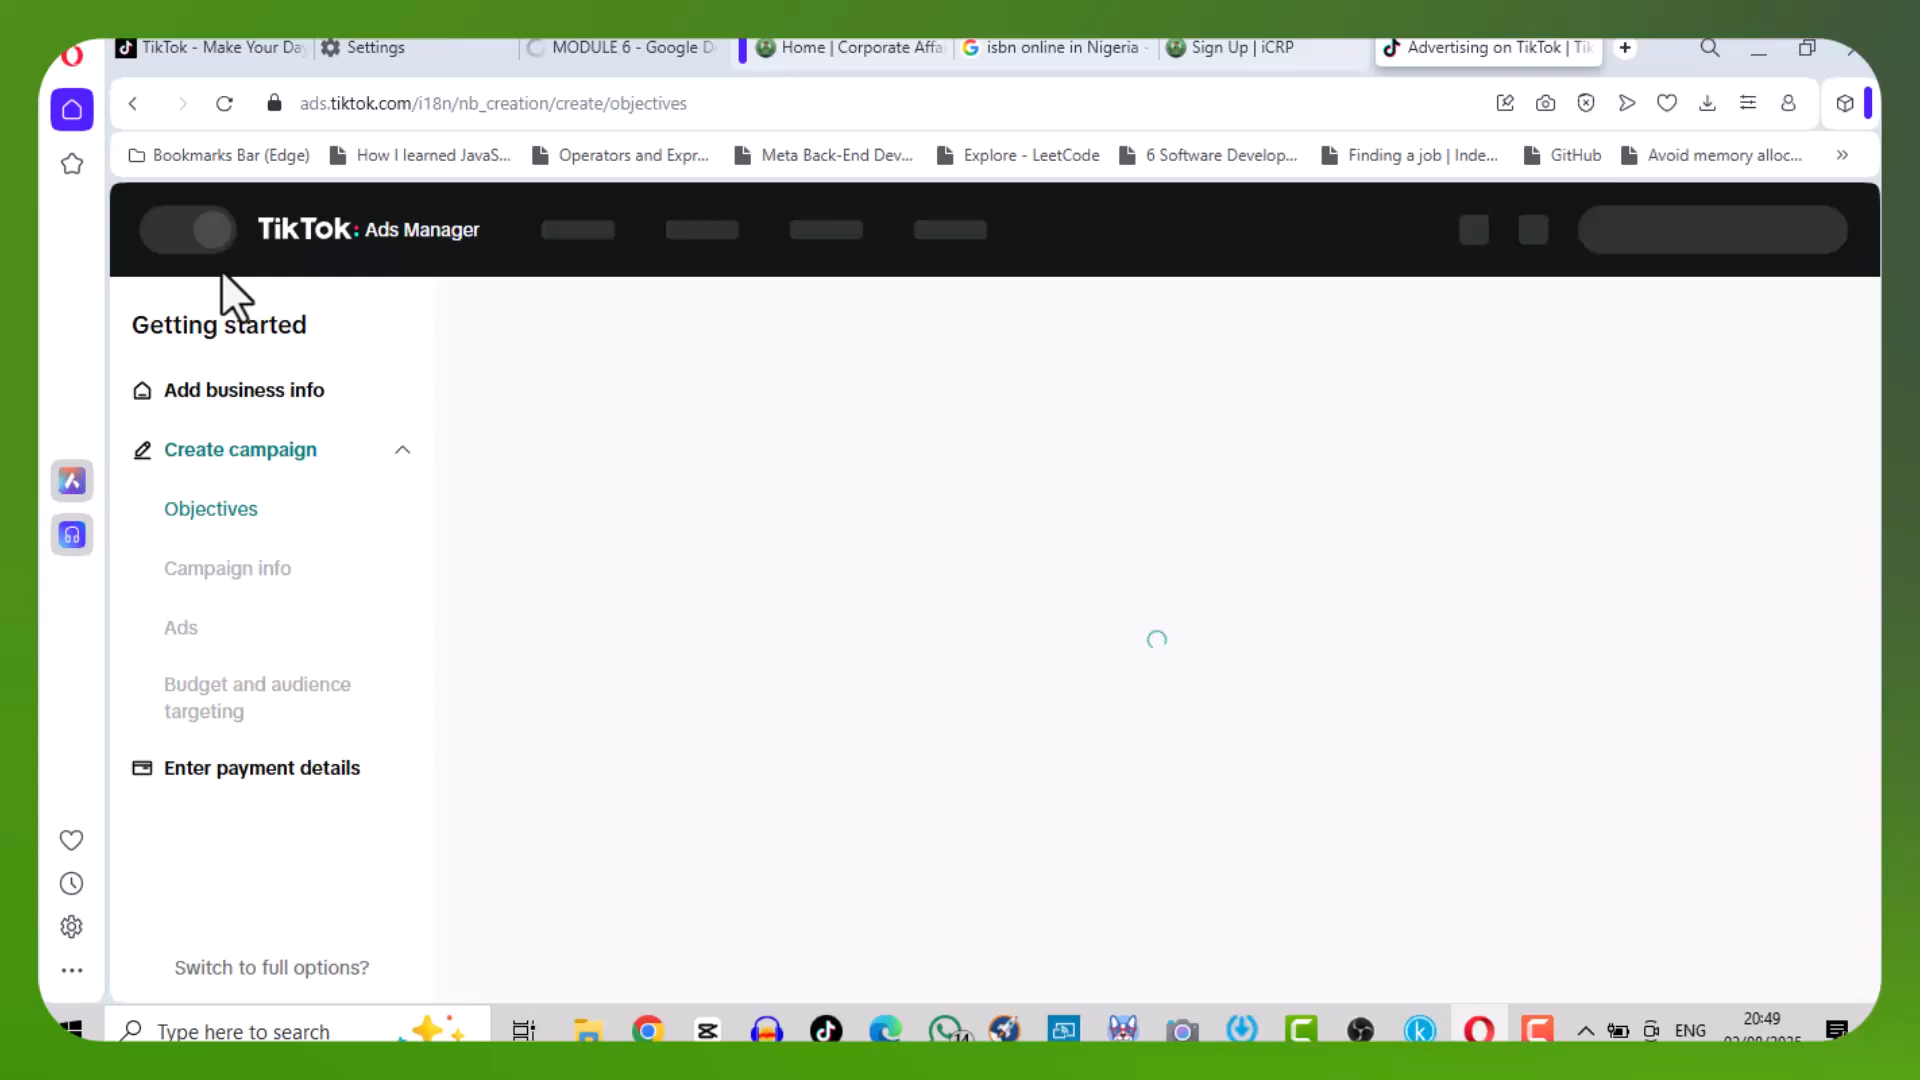 TikTok - Make Your Da
Settings
MODULE 6 - Google D
Home | Corporate Affai
isbn online in Nigeria -
Sign Up | iCRP
Advertising on TikTok | Tik
ads.tiktok.com/i18n/nb_creation/create/objectives
Bookmarks Bar (Edge)
How I learned JavaS...
Operators and Expr...
Meta Back-End Dev...
Explore - LeetCode
6 Software Develop...
Finding a job | Inde...
GitHub
Avoid memory alloc...
TikTok: Ads Manager
Getting started
Add business info
Create campaign
Objectives
Campaign info
Ads
Budget and audience
targeting
Enter payment details
Switch to full options?
Type here to search
14
ENG
20:49